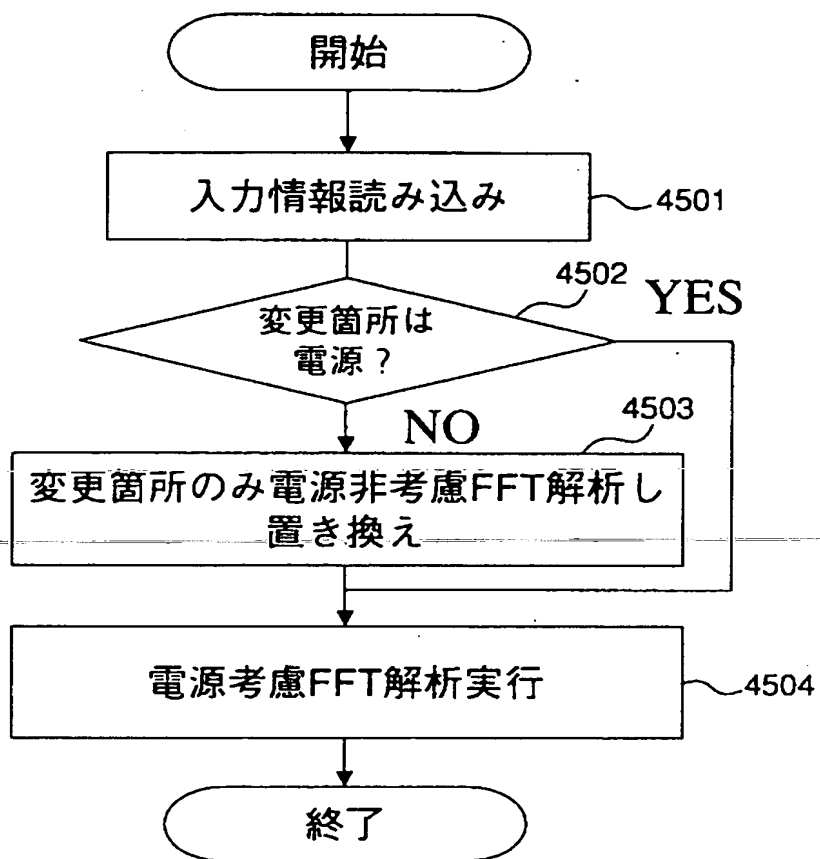 開始
入力情報読み込み
4501
4502
YES
変更箇所は
電源？
NO
4503
変更箇所のみ電源非考慮FFT解析し
置き換え
電源考慮FFT解析実行
4504
終了